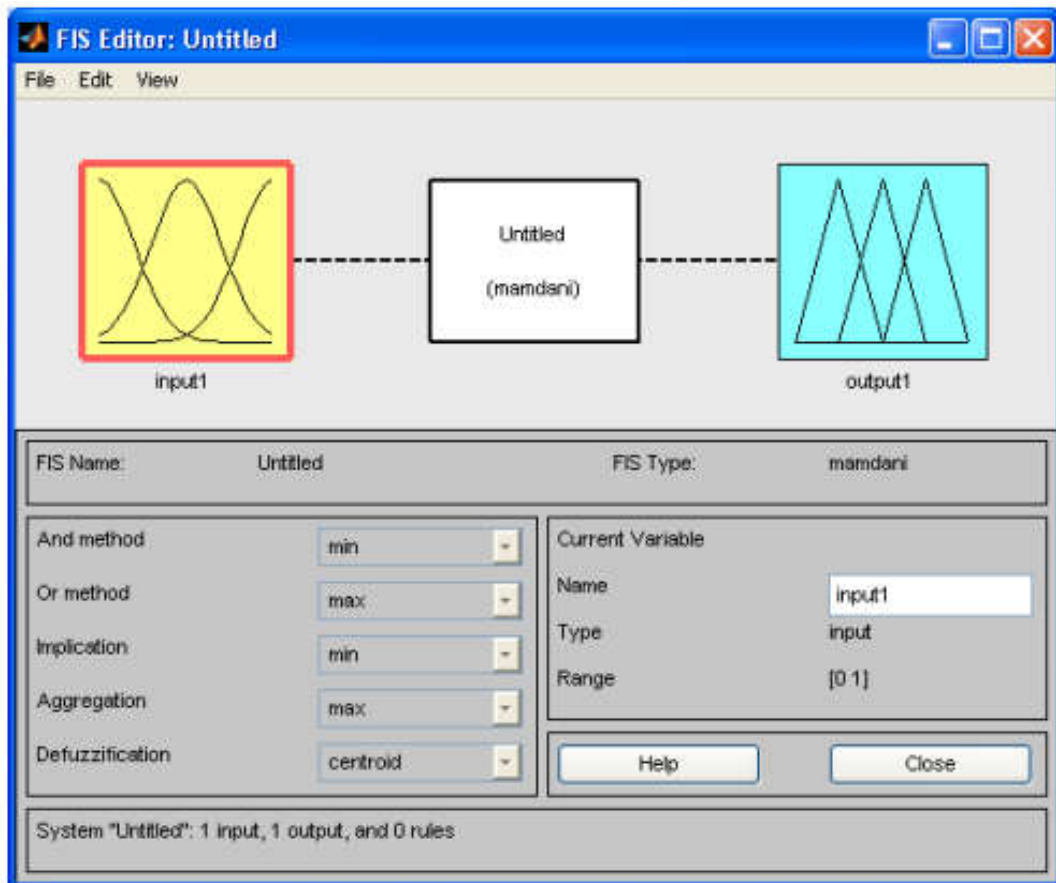 FIS Editor: Untitled
File Edit View
Untitled
(mamdani)
input1
output1
FIS Name: Untitled FIS Type: mamdani
And method min
Or method max
Implication min
Aggregation max
Defuzzification centroid
Current Variable
Name input1
Type input
Range [0 1]
Help Close
System "Untitled": 1 input, 1 output, and 0 rules